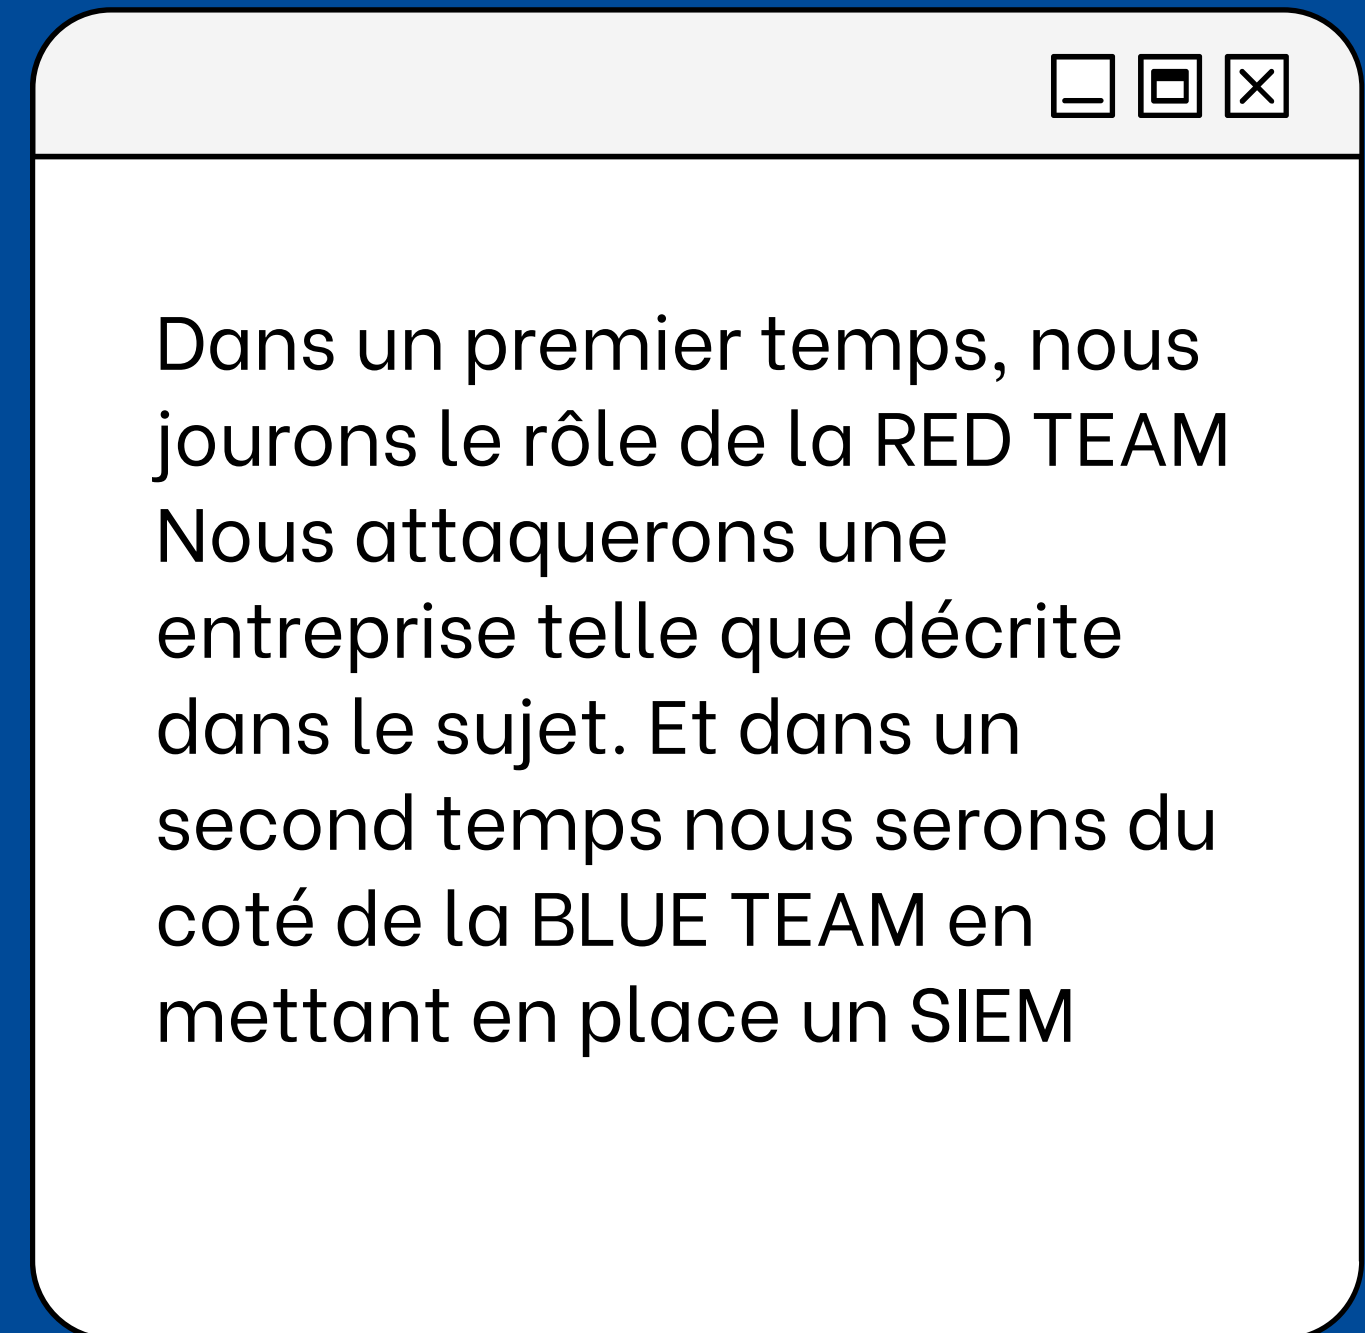 Dans un premier temps, nous
jourons le rôle de la RED TEAM
Nous attaquerons une
entreprise telle que décrite
dans le sujet. Et dans un
second temps nous serons du
coté de la BLUE TEAM en
mettant en place un SIEM